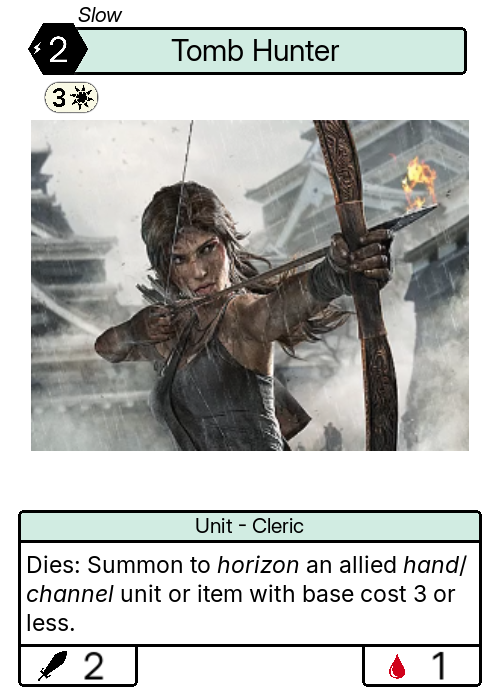 Slow
2
Tomb Hunter
3
Unit - Cleric
Dies: Summon to horizon an allied hand/
channel unit or item with base cost 3 or
less.
2
1